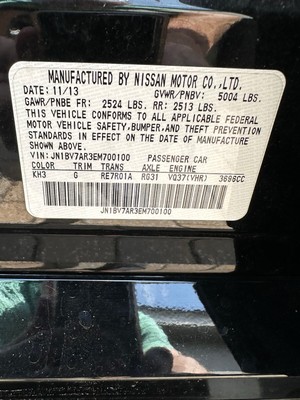 MANUFACTURED BY NISSAN MOTOR CO.,LTD.
DATE: 11/13 GVWR/PNBV: 5004 LBS.
GAWR/PNBE FR: 2524 LBS. RR: 2513 LBS.
THIS VEHICLE CONFORMS TO ALL APPLICABLE FEDERAL
MOTOR VEHICLE SAFETY,BUMPER,AND THEFT PREVENTION
STANDARDS IN EFFECT ON THE DATE OF MANUFACTURE
SHOWN ABOVE.
VIN:JN1BV7AR3EM700100 PASSENGER CAR
COLOR TRIM TRANS AXLE ENGINE
KH3 G RE7R01A RG31 VQ37(VHR) 3696CC
JN1BV7AR3EM700100